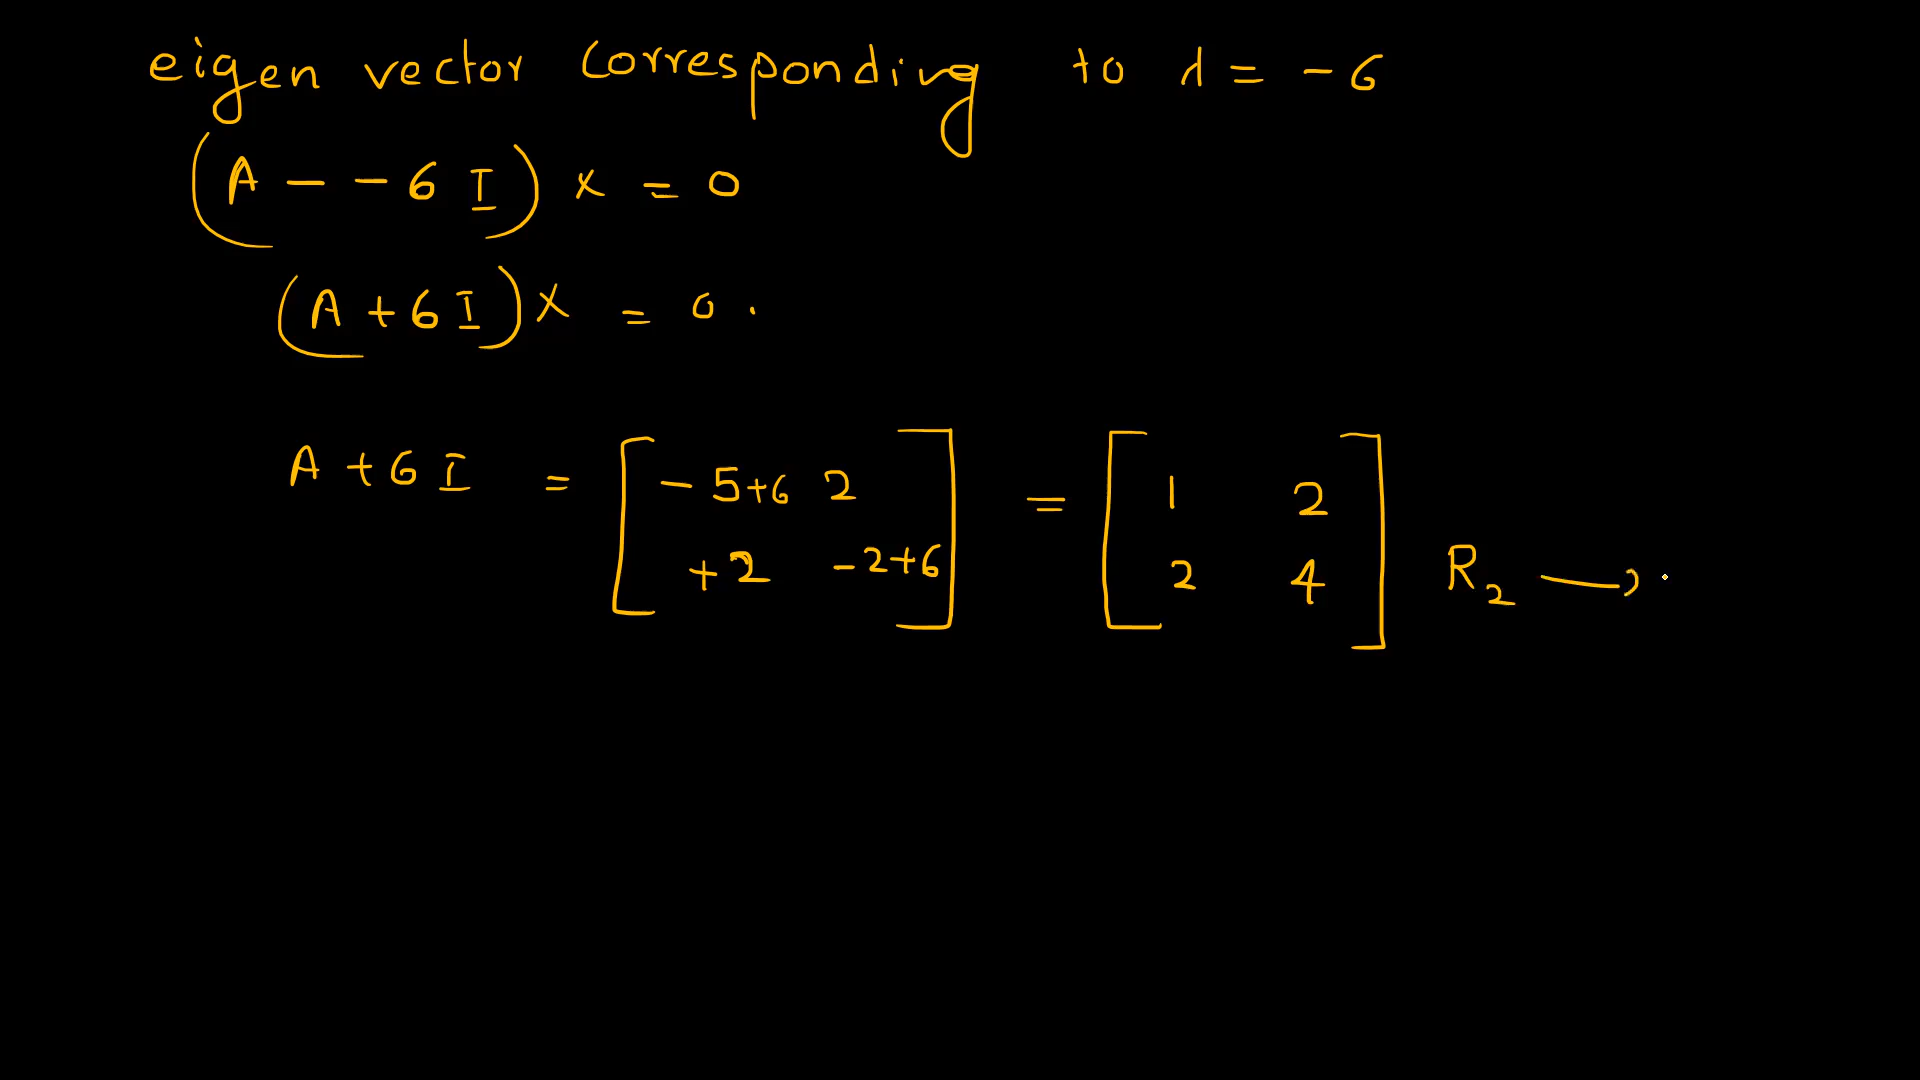 eigen vector corresponding to λ = -6
(A - -6 I) x = 0
(A + 6 I) X = 0.
A + 6 I = [ -5+6 2 ] = [ 1 2 ]
[ +2 -2+6 ] [ 2 4 ] R₂ →